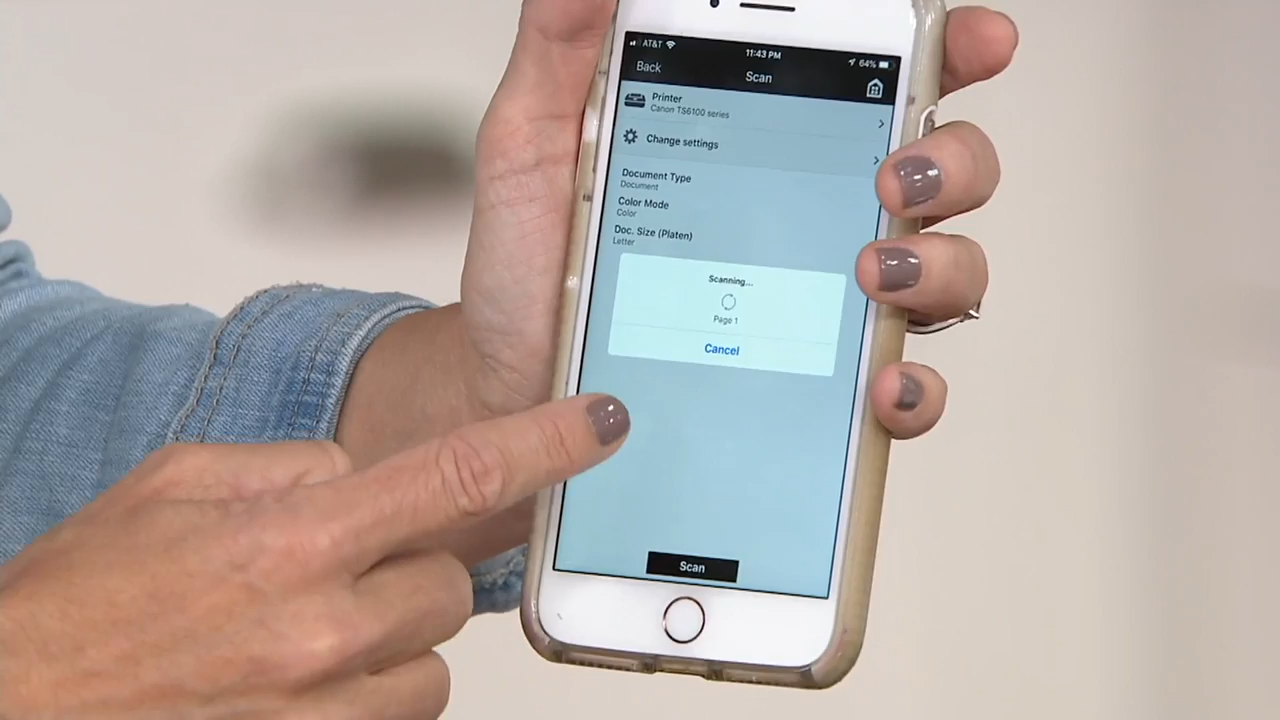 AT&T 11:43 PM 64%
Back Scan
Printer
Canon TS6100 series
Change settings
Document Type
Document
Color Mode
Color
Doc. Size (Platen)
Letter
Scanning...
Page 1
Cancel
Scan